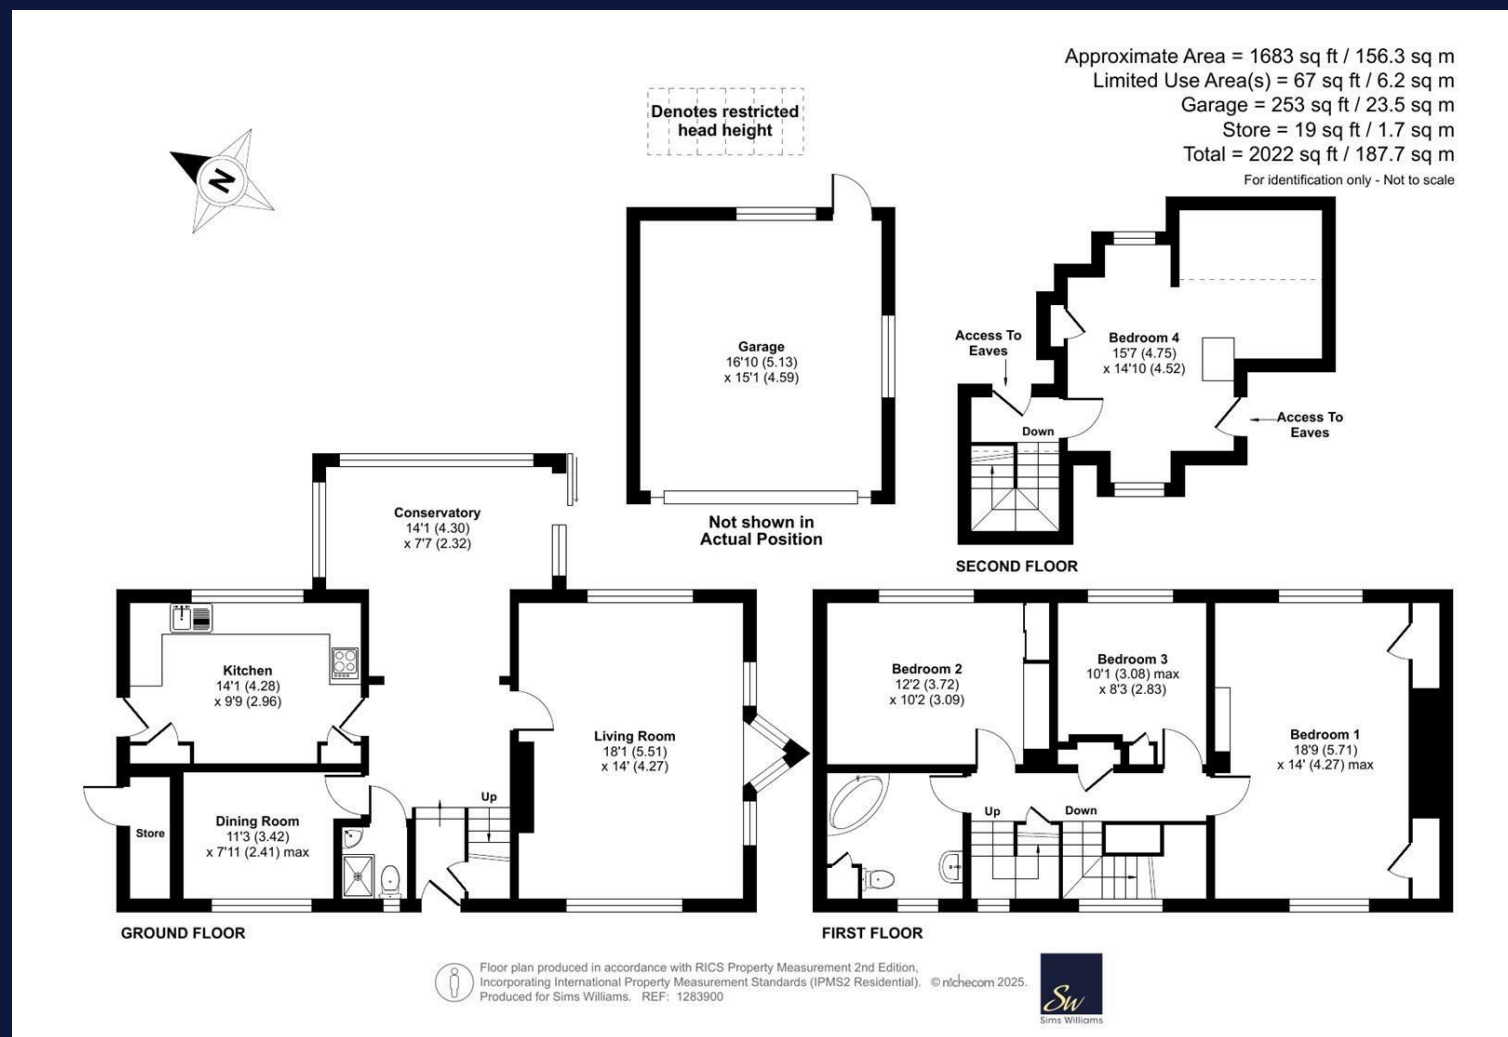 Approximate Area = 1683 sq ft / 156.3 sq m
Limited Use Area(s) = 67 sq ft / 6.2 sq m
Garage = 253 sq ft / 23.5 sq m
Store = 19 sq ft / 1.7 sq m
Total = 2022 sq ft / 187.7 sq m
For identification only - Not to scale
Denotes restricted
head height
N
Garage
16'10 (5.13)
x 15'1 (4.59)
Not shown in
Actual Position
Access To
Eaves
Bedroom 4
15'7 (4.75)
x 14'10 (4.52)
Down
Access To
Eaves
SECOND FLOOR
Conservatory
14'1 (4.30)
x 7'7 (2.32)
Kitchen
14'1 (4.28)
x 9'9 (2.96)
Living Room
18'1 (5.51)
x 14' (4.27)
Up
Dining Room
11'3 (3.42)
x 7'11 (2.41) max
Store
GROUND FLOOR
Bedroom 2
12'2 (3.72)
x 10'2 (3.09)
Bedroom 3
10'1 (3.08) max
x 8'3 (2.83)
Bedroom 1
18'9 (5.71)
x 14' (4.27) max
Up
Down
FIRST FLOOR
Floor plan produced in accordance with RICS Property Measurement 2nd Edition,
Incorporating International Property Measurement Standards (IPMS2 Residential). © nichecom 2025.
Produced for Sims Williams. REF: 1283900
Sw
Sims Williams